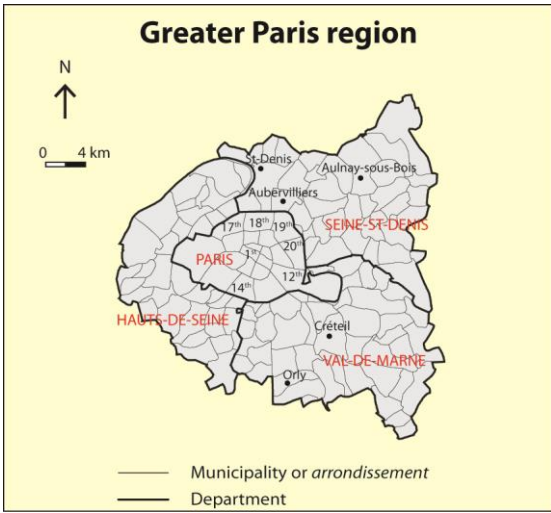 Greater Paris region
N
0 4 km
St-Denis
Aulnay-sous-Bois
Aubervilliers
17th 18th 19th
SEINE-ST-DENIS
20th
PARIS
1st
12th
14th
HAUTS-DE-SEINE
Créteil
VAL-DE-MARNE
Orly
Municipality or arrondissement
Department